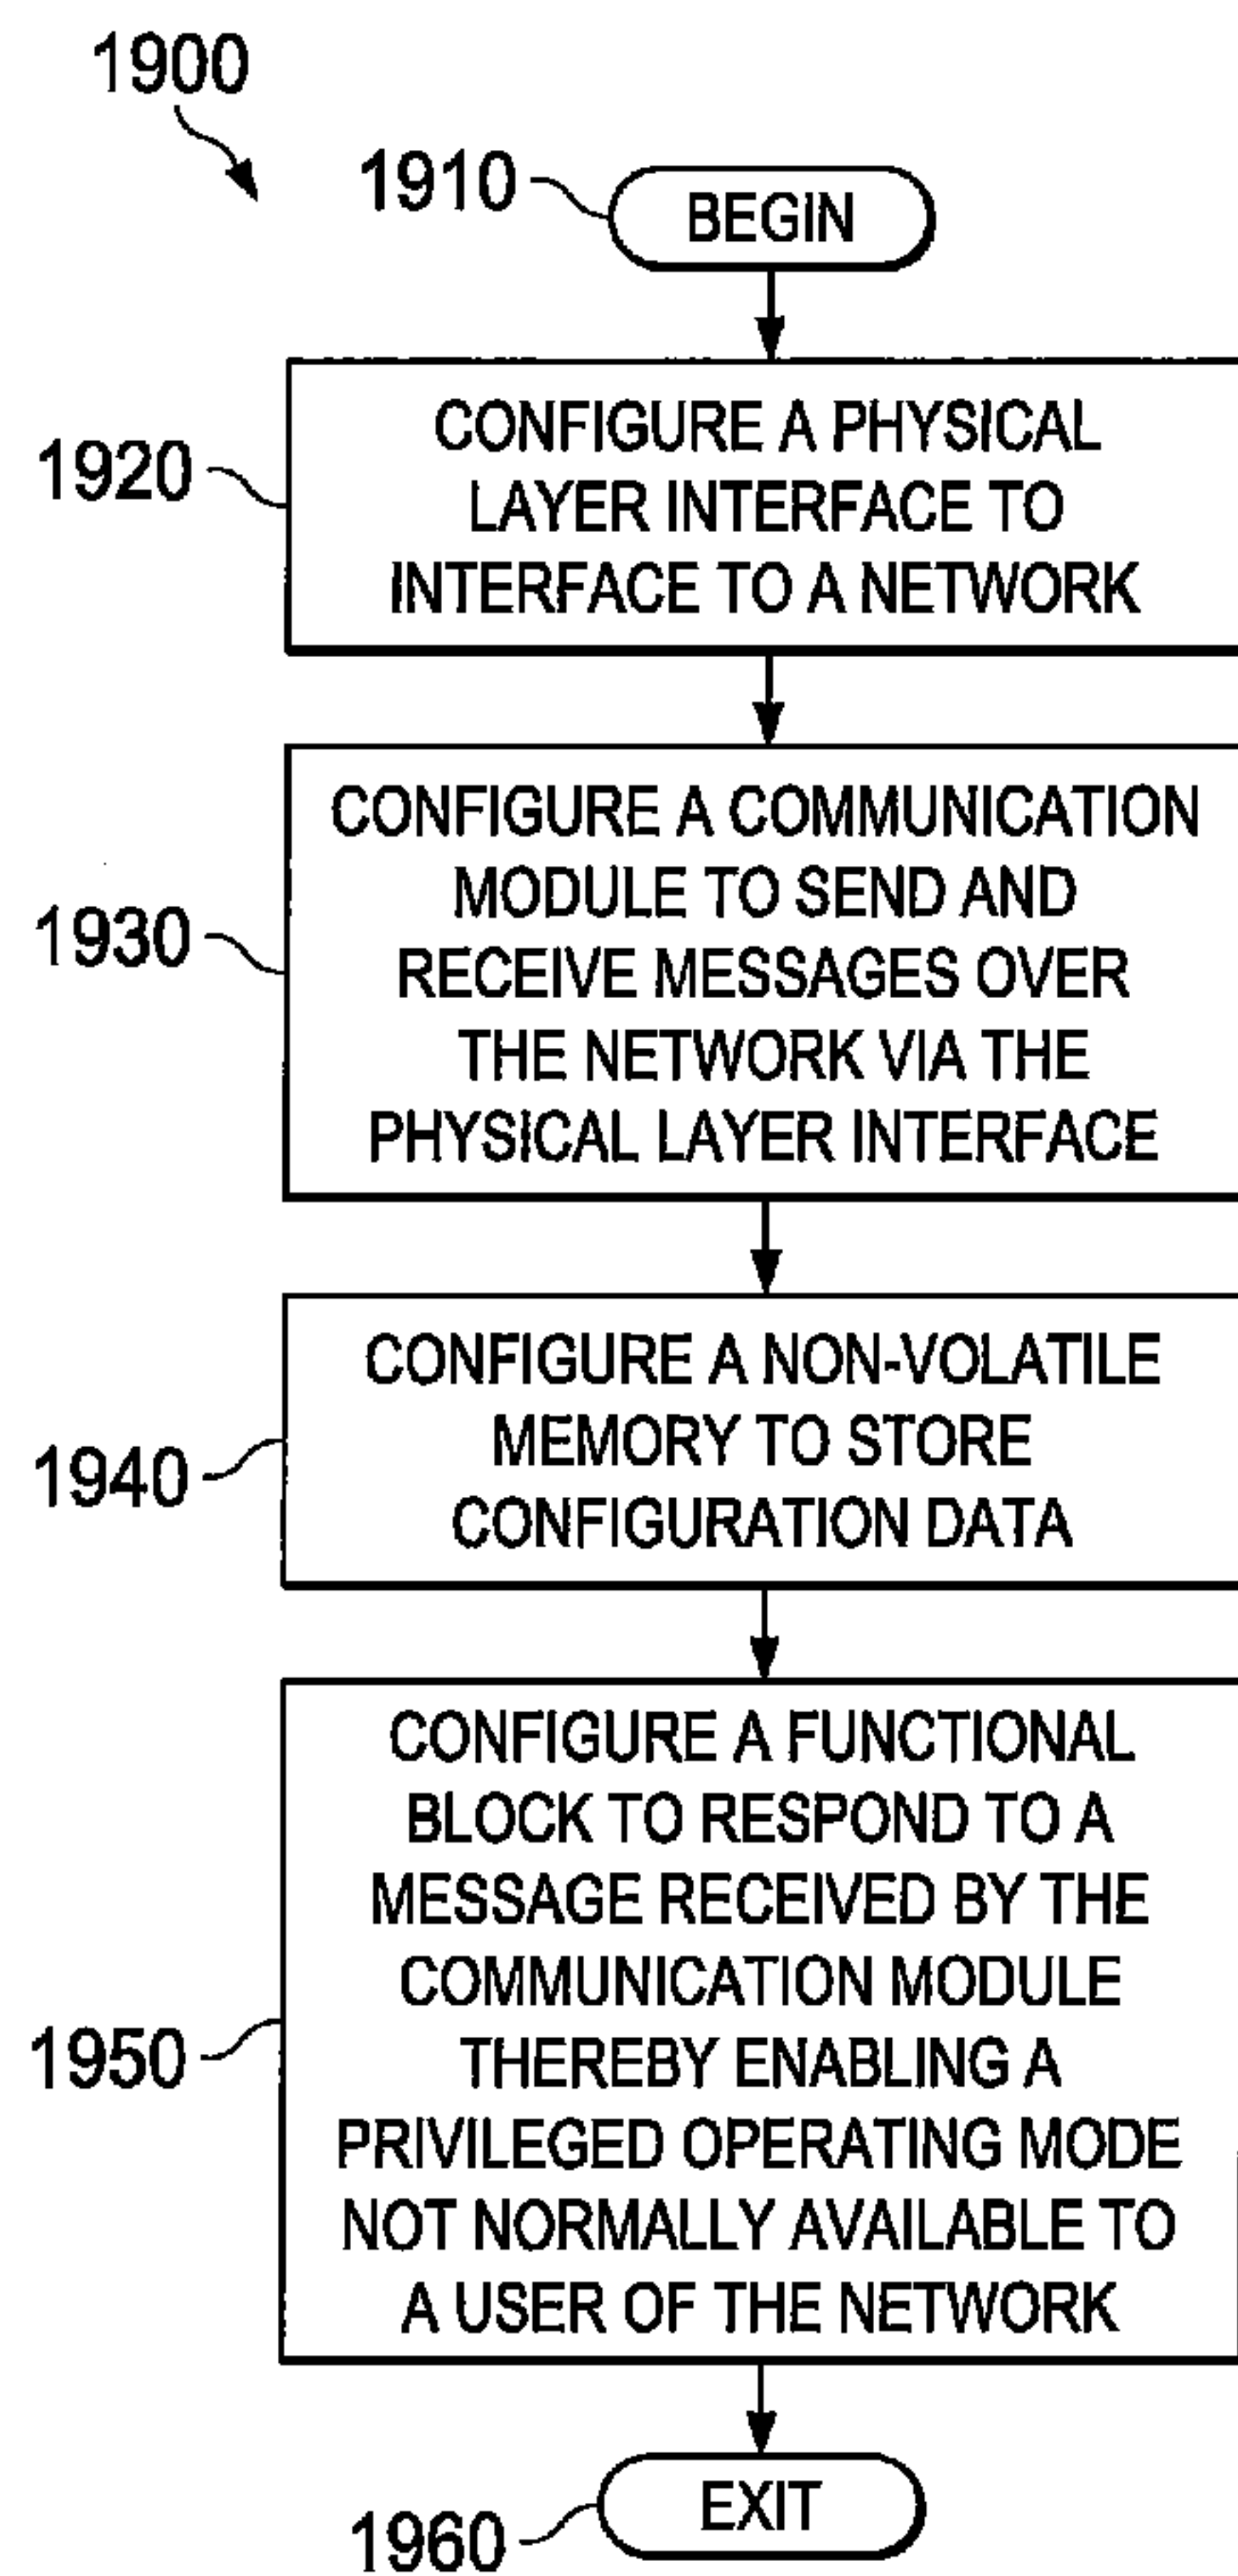 1900
1910
BEGIN
1920
CONFIGURE A PHYSICAL
LAYER INTERFACE TO
INTERFACE TO A NETWORK
1930
CONFIGURE A COMMUNICATION
MODULE TO SEND AND
RECEIVE MESSAGES OVER
THE NETWORK VIA THE
PHYSICAL LAYER INTERFACE
1940
CONFIGURE A NON-VOLATILE
MEMORY TO STORE
CONFIGURATION DATA
1950
CONFIGURE A FUNCTIONAL
BLOCK TO RESPOND TO A
MESSAGE RECEIVED BY THE
COMMUNICATION MODULE
THEREBY ENABLING A
PRIVILEGED OPERATING MODE
NOT NORMALLY AVAILABLE TO
A USER OF THE NETWORK
1960
EXIT